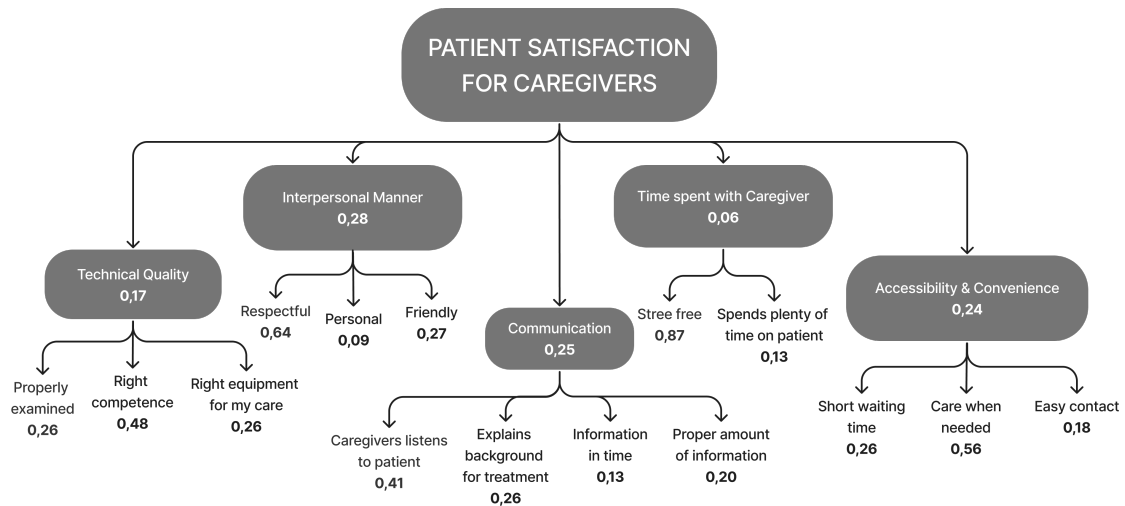 PATIENT SATISFACTION
FOR CAREGIVERS
Technical Quality
0,17
Properly
examined
0,26
Right
competence
0,48
Right equipment
for my care
0,26
Interpersonal Manner
0,28
Respectful
0,64
Personal
0,09
Friendly
0,27
Communication
0,25
Caregivers listens
to patient
0,41
Explains
background
for treatment
0,26
Information
in time
0,13
Proper amount
of information
0,20
Time spent with Caregiver
0,06
Stree free
0,87
Spends plenty of
time on patient
0,13
Accessibility & Convenience
0,24
Short waiting
time
0,26
Care when
needed
0,56
Easy contact
0,18